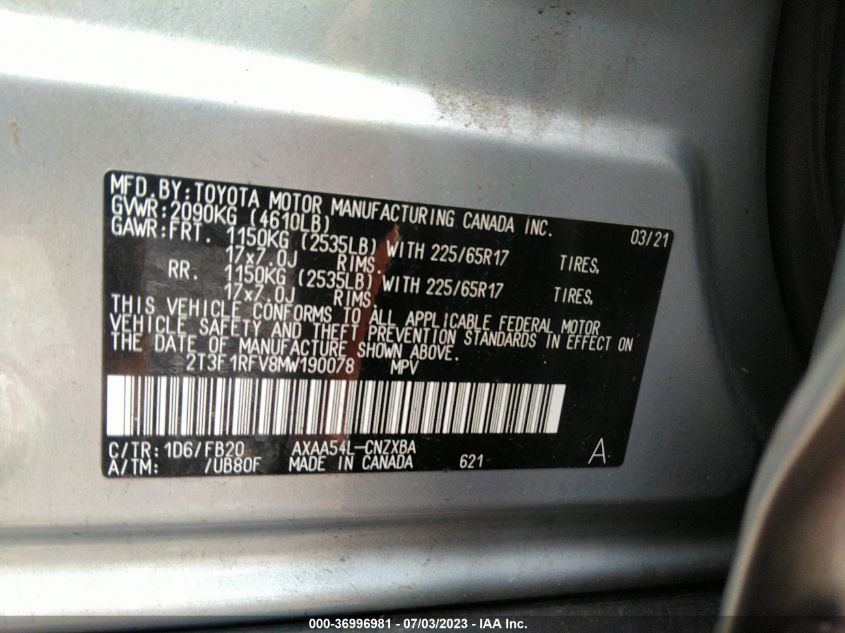 MFD. BY: TOYOTA MOTOR MANUFACTURING CANADA INC. 03/21
GVWR: 2090KG (4610LB)
GAWR: FRT. 1150KG (2535LB) WITH 225/65R17 TIRES,
17x7.0J RIMS.
RR. 1150KG (2535LB) WITH 225/65R17 TIRES,
17x7.0J RIMS.
THIS VEHICLE CONFORMS TO ALL APPLICABLE FEDERAL MOTOR
VEHICLE SAFETY AND THEFT PREVENTION STANDARDS IN EFFECT ON
THE DATE OF MANUFACTURE SHOWN ABOVE.
2T3F1RFV8MW190078 MPV
C/TR: 1D6/FB20 AXAA54L-CNZXBA
A/TM: /UB80F MADE IN CANADA 621 A
000-36996981 - 07/03/2023 - IAA Inc.